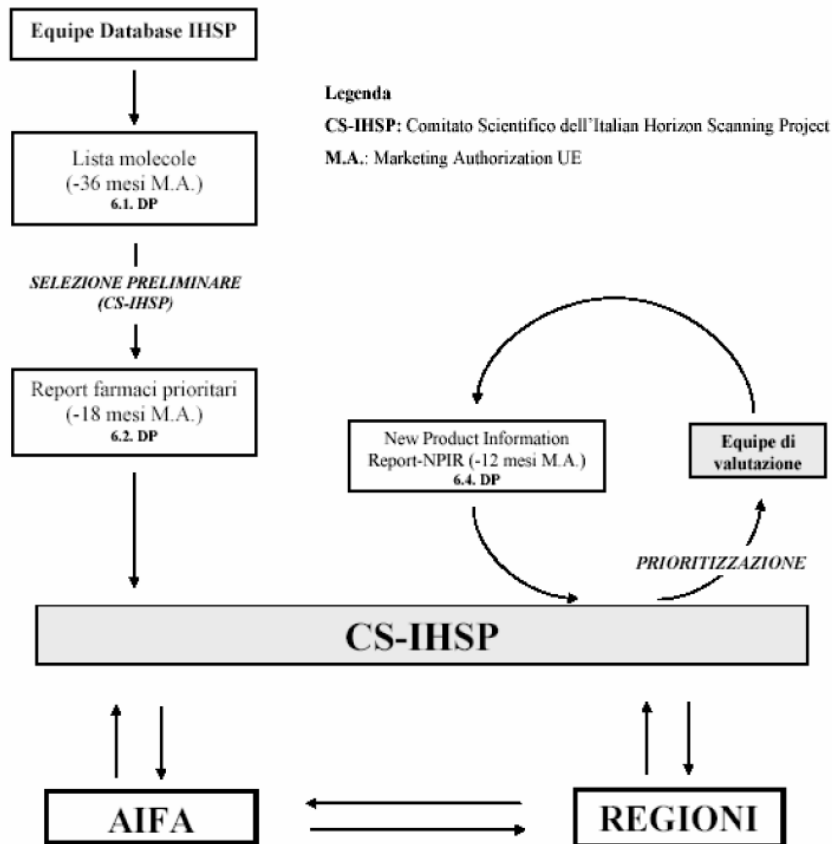 Equipe Database IHSP
Legenda
CS-IHSP: Comitato Scientifico dell'Italian Horizon Scanning Project
M.A.: Marketing Authorization UE
Lista molecole
(-36 mesi M.A.)
6.1. DP
SELEZIONE PRELIMINARE
(CS-IHSP)
Report farmaci prioritari
(-18 mesi M.A.)
6.2. DP
New Product Information
Report-NPIR (-12 mesi M.A.)
6.4. DP
Equipe di
valutazione
PRIORITIZZAZIONE
CS-IHSP
AIFA
REGIONI